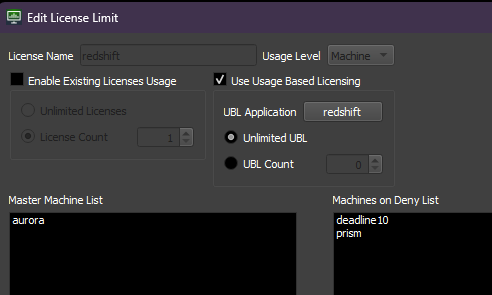 Edit License Limit
License Name redshift Usage Level Machine
Enable Existing Licenses Usage
Use Usage Based Licensing
Unlimited Licenses
License Count 1
UBL Application redshift
Unlimited UBL
UBL Count 0
Master Machine List
aurora
Machines on Deny List
deadline10
prism